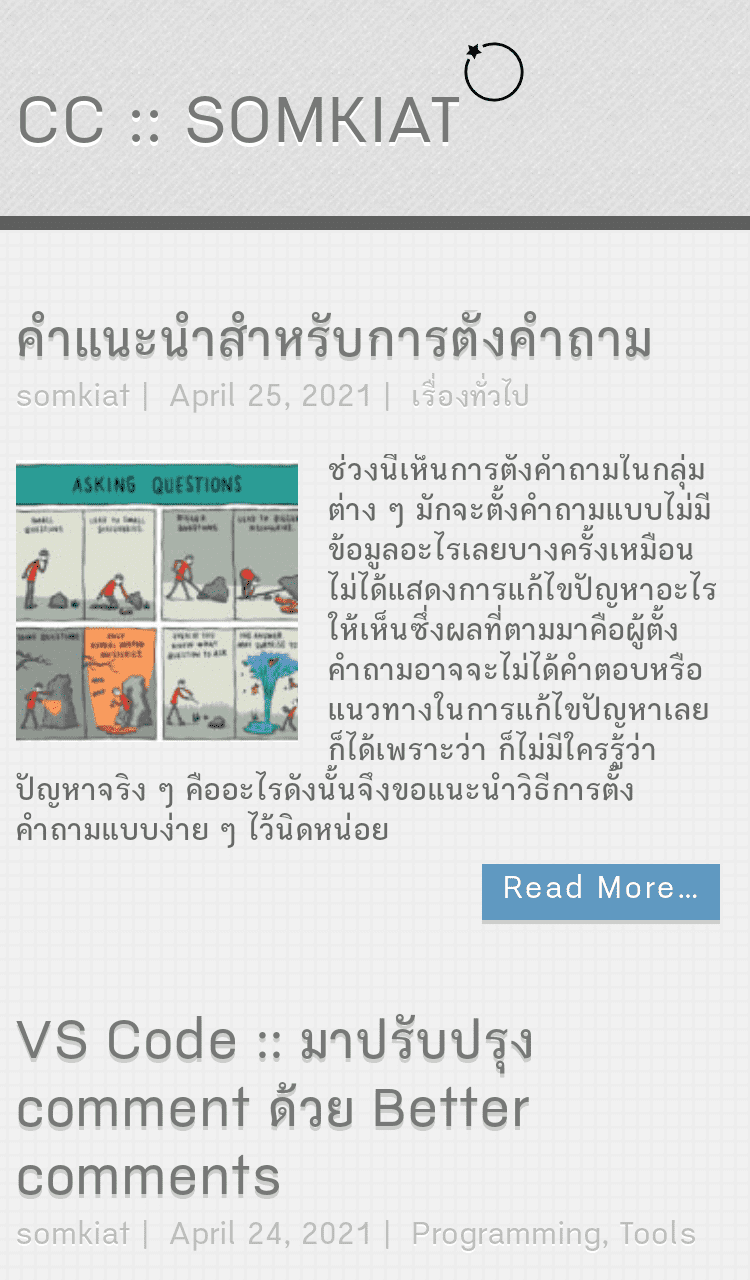 CC :: SOMKIAT
คำแนะนำสำหรับการตั้งคำถาม
somkiat | April 25, 2021 | เรื่องทั่วไป
ASKING QUESTIONS
ช่วงนี้เห็นการตั้งคำถามในกลุ่ม
ต่าง ๆ มักจะตั้งคำถามแบบไม่มี
ข้อมูลอะไรเลยบางครั้งเหมือน
ไม่ได้แสดงการแก้ไขปัญหาอะไร
ให้เห็นซึ่งผลที่ตามมาคือผู้ตั้ง
คำถามอาจจะไม่ได้คำตอบหรือ
แนวทางในการแก้ไขปัญหาเลย
ก็ได้เพราะว่า ก็ไม่มีใครรู้ว่า
ปัญหาจริง ๆ คืออะไรดังนั้นจึงขอแนะนำวิธีการตั้ง
คำถามแบบง่าย ๆ ไว้นิดหน่อย
Read More…
VS Code :: มาปรับปรุง
comment ด้วย Better
comments
somkiat | April 24, 2021 | Programming, Tools